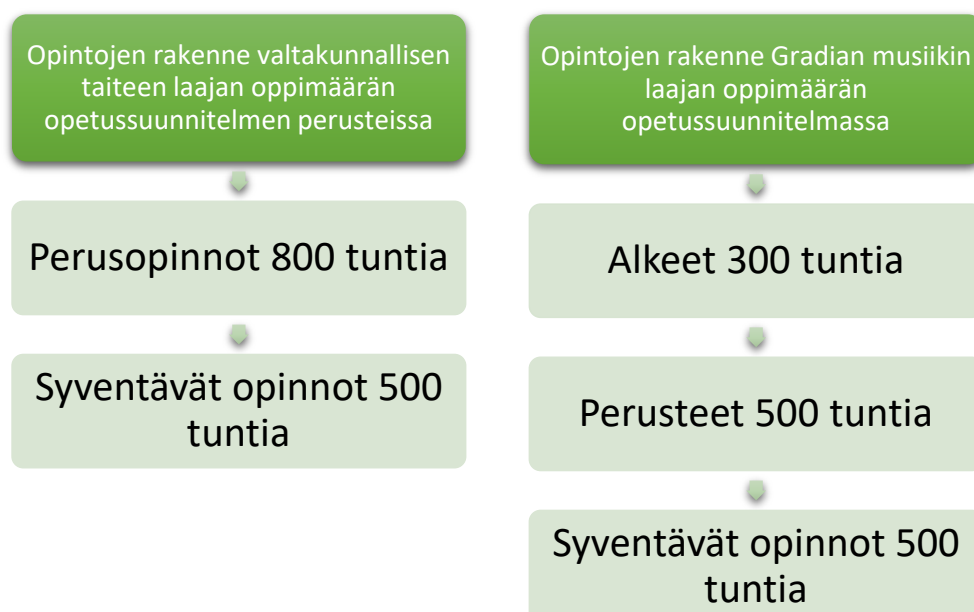 Opintojen rakenne valtakunnallisen
taiteen laajan oppimäärän
opetussuunnitelmen perusteissa
Perusopinnot 800 tuntia
Syventävät opinnot 500
tuntia
Opintojen rakenne Gradian musiikin
laajan oppimäärän
opetussuunnitelmassa
Alkeet 300 tuntia
Perusteet 500 tuntia
Syventävät opinnot 500
tuntia